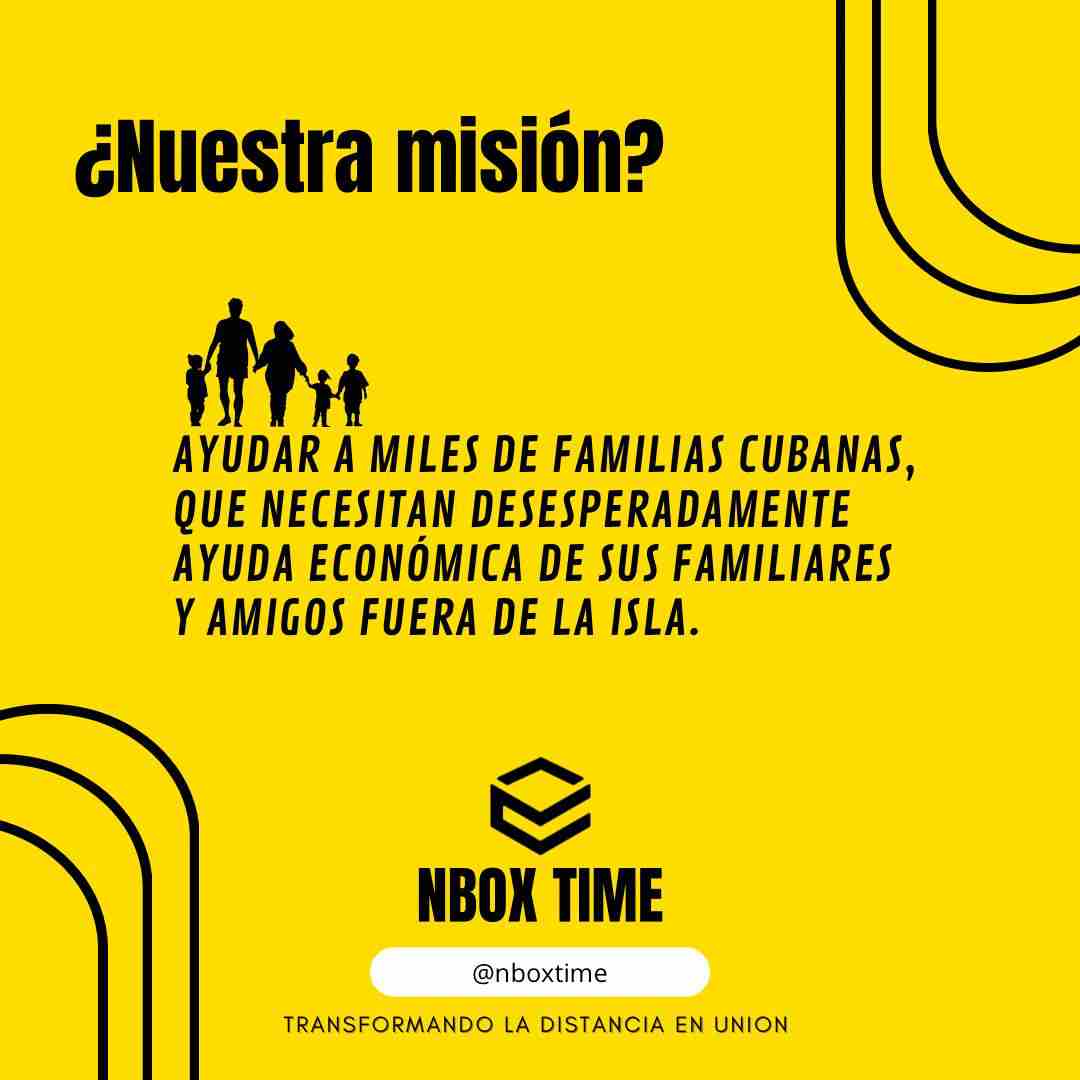 ¿Nuestra misión?
AYUDAR A MILES DE FAMILIAS CUBANAS,
QUE NECESITAN DESESPERADAMENTE
AYUDA ECONÓMICA DE SUS FAMILIARES
Y AMIGOS FUERA DE LA ISLA.
NBOX TIME
@nboxtime
TRANSFORMANDO LA DISTANCIA EN UNION